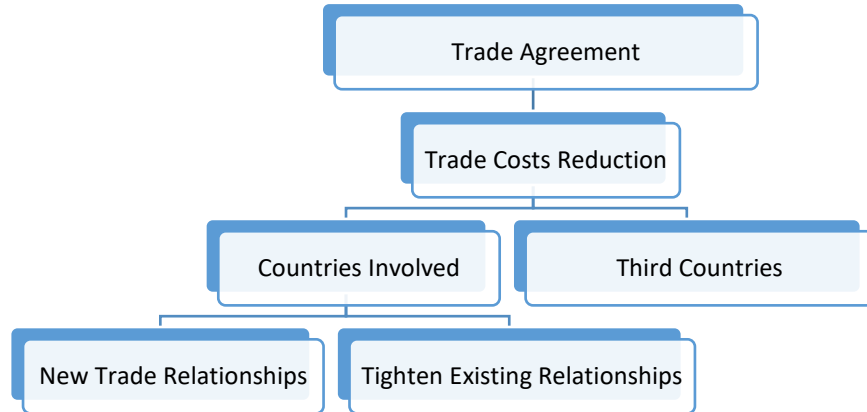 Trade Agreement
Trade Costs Reduction
Countries Involved
Third Countries
New Trade Relationships
Tighten Existing Relationships